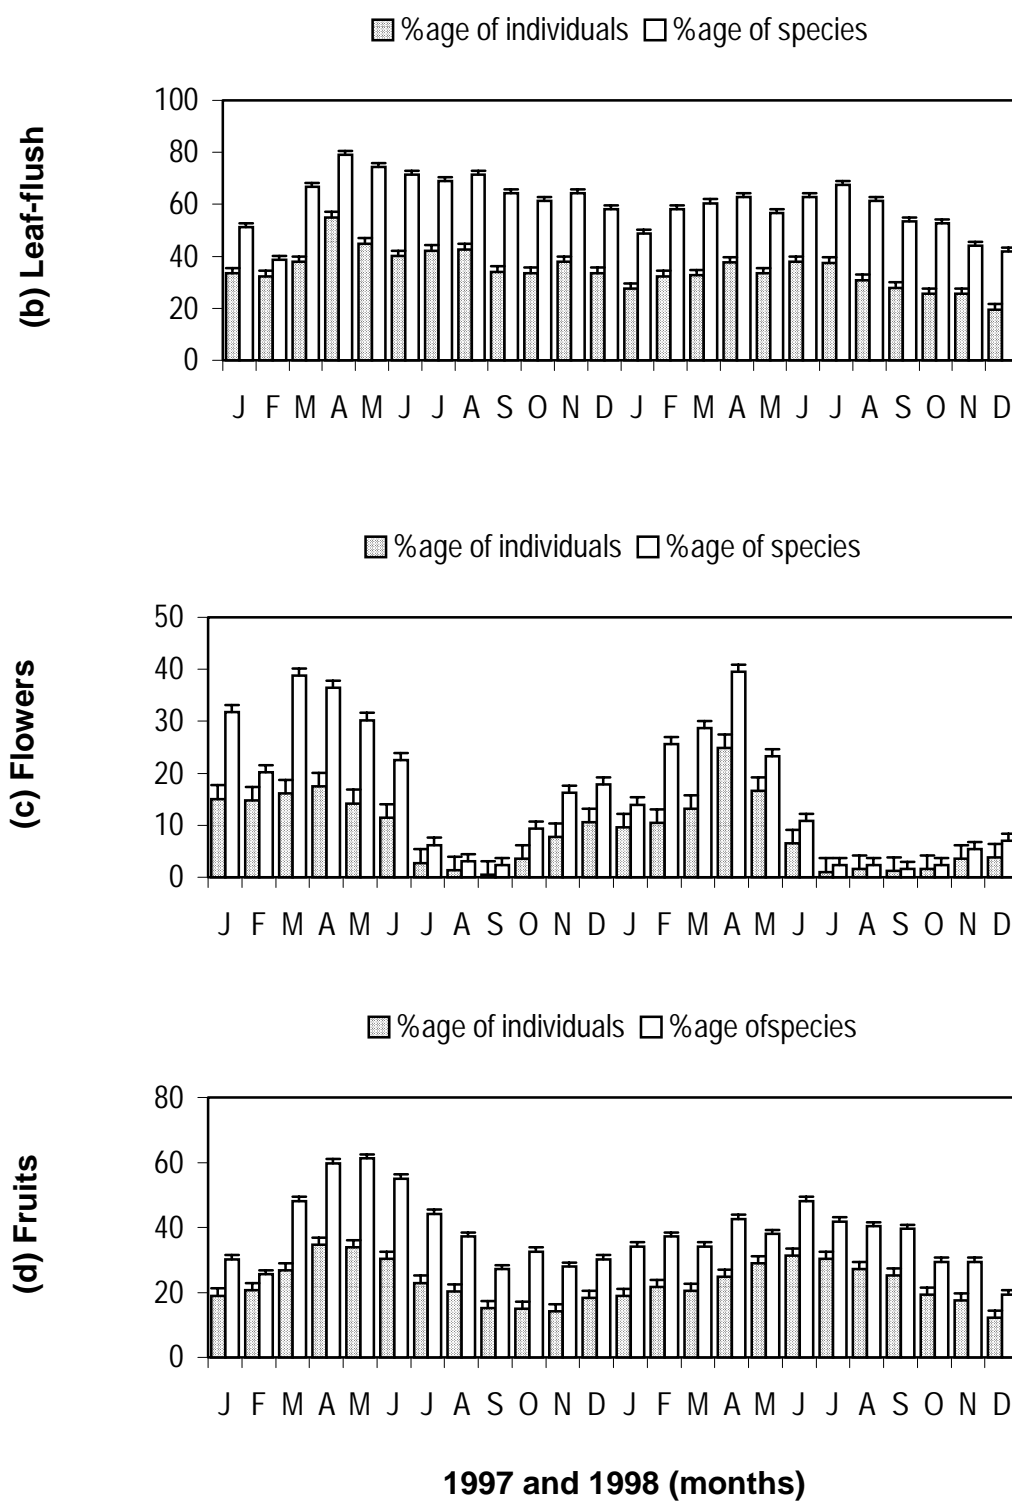 %age of individuals %age of species
(b) Leaf-flush
100
80
60
40
20
0
J F M A M J J A S O N D J F M A M J J A S O N D
%age of individuals %age of species
(c) Flowers
50
40
30
20
10
0
J F M A M J J A S O N D J F M A M J J A S O N D
%age of individuals %age ofspecies
(d) Fruits
80
60
40
20
0
J F M A M J J A S O N D J F M A M J J A S O N D
1997 and 1998 (months)